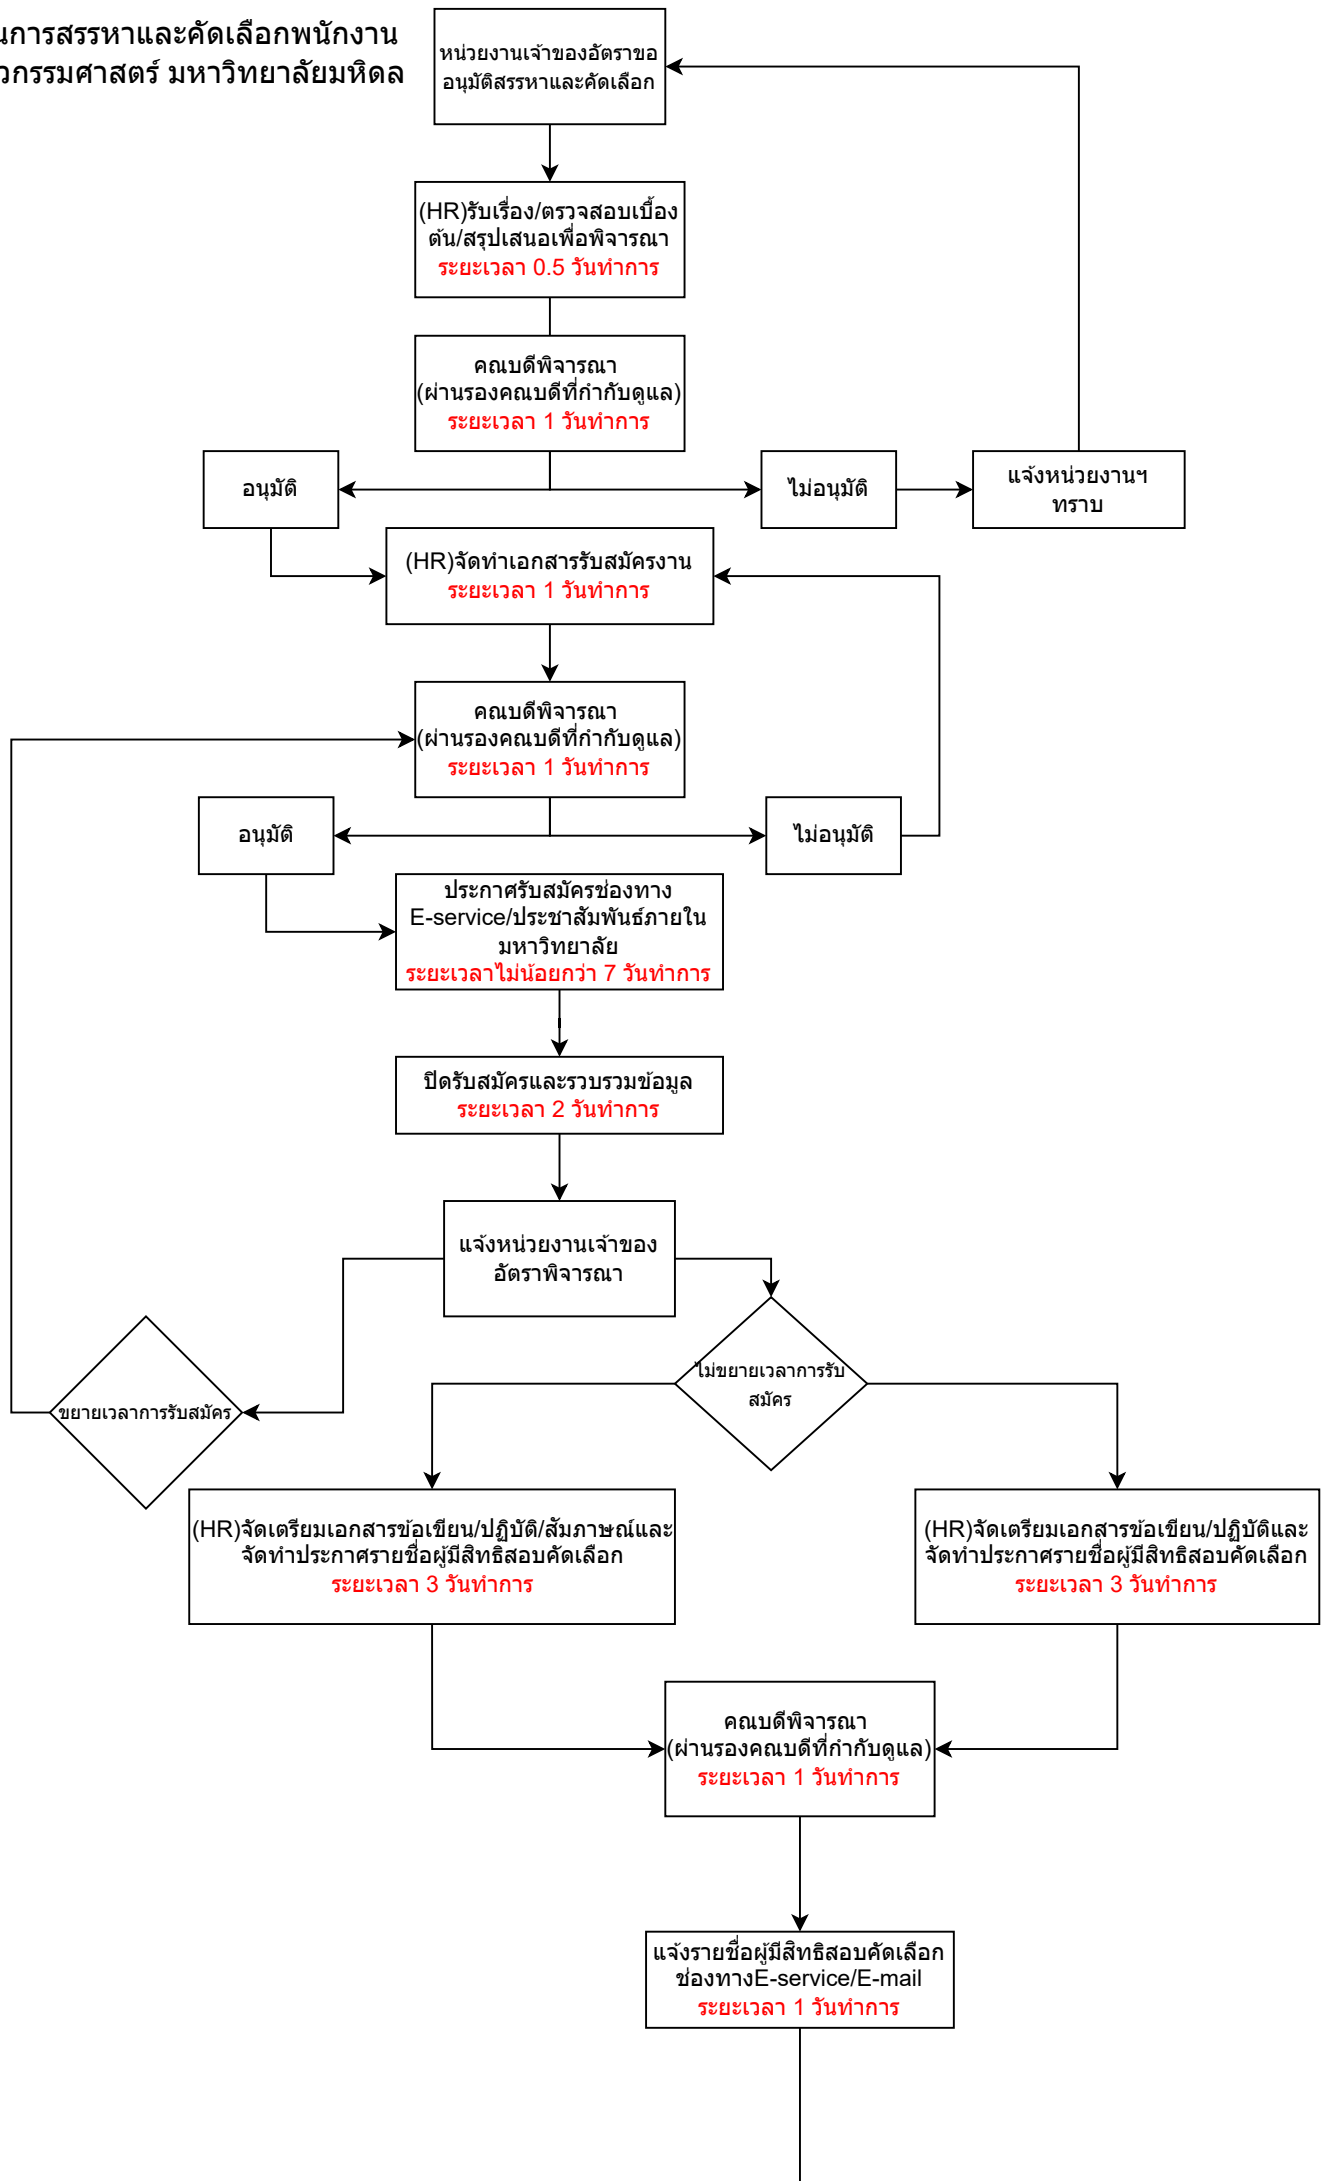 นการสรรหาและคัดเลือกพนักงาน
วกรรมศาสตร์ มหาวิทยาลัยมหิดล
หน่วยงานเจ้าของอัตราขอ
อนุมัติสรรหาและคัดเลือก
(HR)รับเรื่อง/ตรวจสอบเบื้อง
ต้น/สรุปเสนอเพื่อพิจารณา
ระยะเวลา 0.5 วันทำการ
คณบดีพิจารณา
(ผ่านรองคณบดีที่กำกับดูแล)
ระยะเวลา 1 วันทำการ
อนุมัติ
ไม่อนุมัติ
แจ้งหน่วยงานฯ
ทราบ
(HR)จัดทำเอกสารรับสมัครงาน
ระยะเวลา 1 วันทำการ
คณบดีพิจารณา
(ผ่านรองคณบดีที่กำกับดูแล)
ระยะเวลา 1 วันทำการ
อนุมัติ
ไม่อนุมัติ
ประกาศรับสมัครช่องทาง
E-service/ประชาสัมพันธ์ภายใน
มหาวิทยาลัย
ระยะเวลาไม่น้อยกว่า 7 วันทำการ
ปิดรับสมัครและรวบรวมข้อมูล
ระยะเวลา 2 วันทำการ
แจ้งหน่วยงานเจ้าของ
อัตราพิจารณา
ไม่ขยายเวลาการรับ
สมัคร
ขยายเวลาการรับสมัคร
(HR)จัดเตรียมเอกสารข้อเขียน/ปฏิบัติ/สัมภาษณ์และ
จัดทำประกาศรายชื่อผู้มีสิทธิสอบคัดเลือก
ระยะเวลา 3 วันทำการ
(HR)จัดเตรียมเอกสารข้อเขียน/ปฏิบัติและ
จัดทำประกาศรายชื่อผู้มีสิทธิสอบคัดเลือก
ระยะเวลา 3 วันทำการ
คณบดีพิจารณา
(ผ่านรองคณบดีที่กำกับดูแล)
ระยะเวลา 1 วันทำการ
แจ้งรายชื่อผู้มีสิทธิสอบคัดเลือก
ช่องทางE-service/E-mail
ระยะเวลา 1 วันทำการ